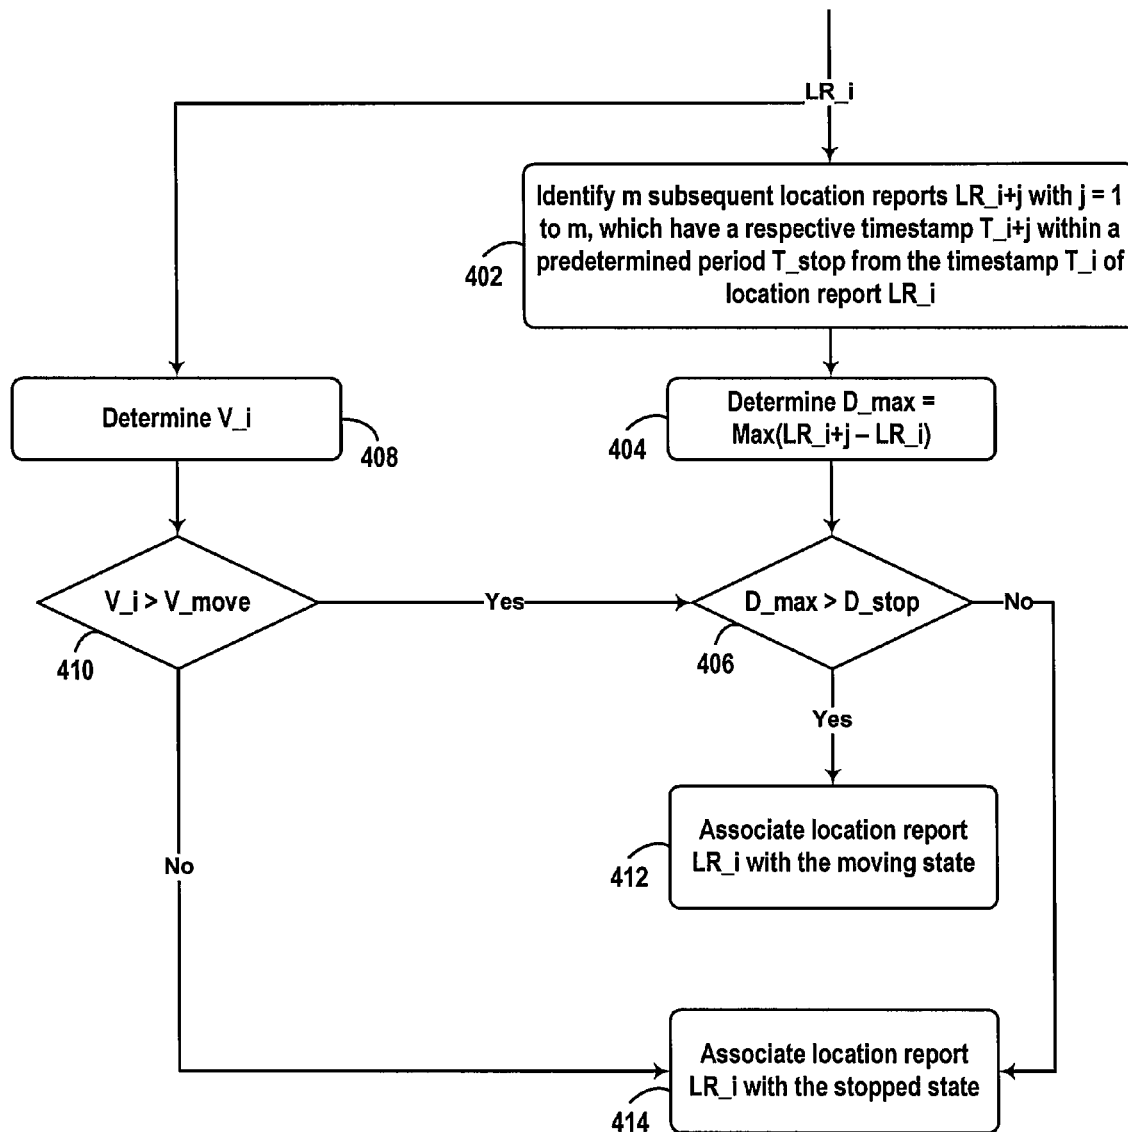 LR_i
Identify m subsequent location reports LR_i+j with j = 1
to m, which have a respective timestamp T_i+j within a
predetermined period T_stop from the timestamp T_i of
location report LR_i
402
Determine V_i
408
Determine D_max =
Max(LR_i+j – LR_i)
404
V_i > V_move
410
Yes
D_max > D_stop
406
No
Yes
Associate location report
LR_i with the moving state
412
No
Associate location report
LR_i with the stopped state
414